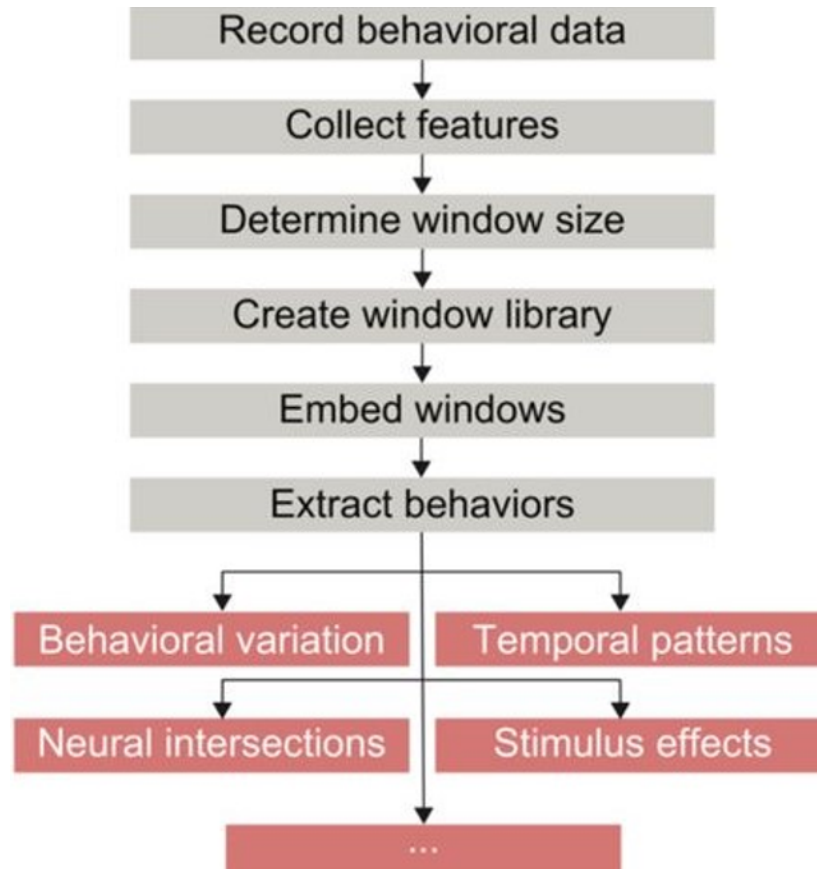 Record behavioral data
Collect features
Determine window size
Create window library
Embed windows
Extract behaviors
Behavioral variation
Temporal patterns
Neural intersections
Stimulus effects
...